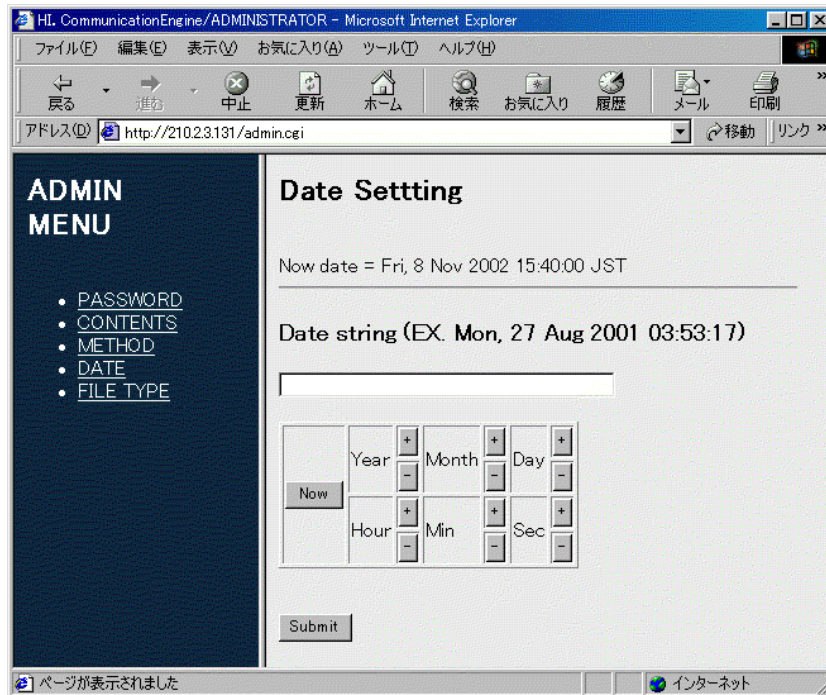 HI. CommunicationEngine/ADMINISTRATOR - Microsoft Internet Explorer
ファイル(F) 編集(E) 表示(V) お気に入り(A) ツール(T) ヘルプ(H)
戻る 進む 中止 更新 ホーム 検索 お気に入り 履歴 メール 印刷 »
アドレス(D) http://210.2.3.131/admin.cgi 移動 リンク »
ADMIN
MENU
• PASSWORD
• CONTENTS
• METHOD
• DATE
• FILE TYPE
Date Settting
Now date = Fri, 8 Nov 2002 15:40:00 JST
Date string (EX. Mon, 27 Aug 2001 03:53:17)
Now
Year + - Month + - Day + -
Hour + - Min + - Sec + -
Submit
ページが表示されました インターネット